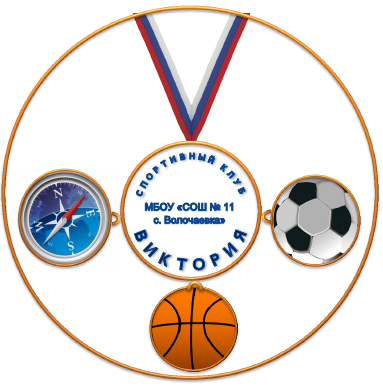 СПОРТИВНЫЙ КЛУБ
МБОУ «СОШ № 11
с. Волочаевка»
ВИКТОРИЯ
N
E
S
W